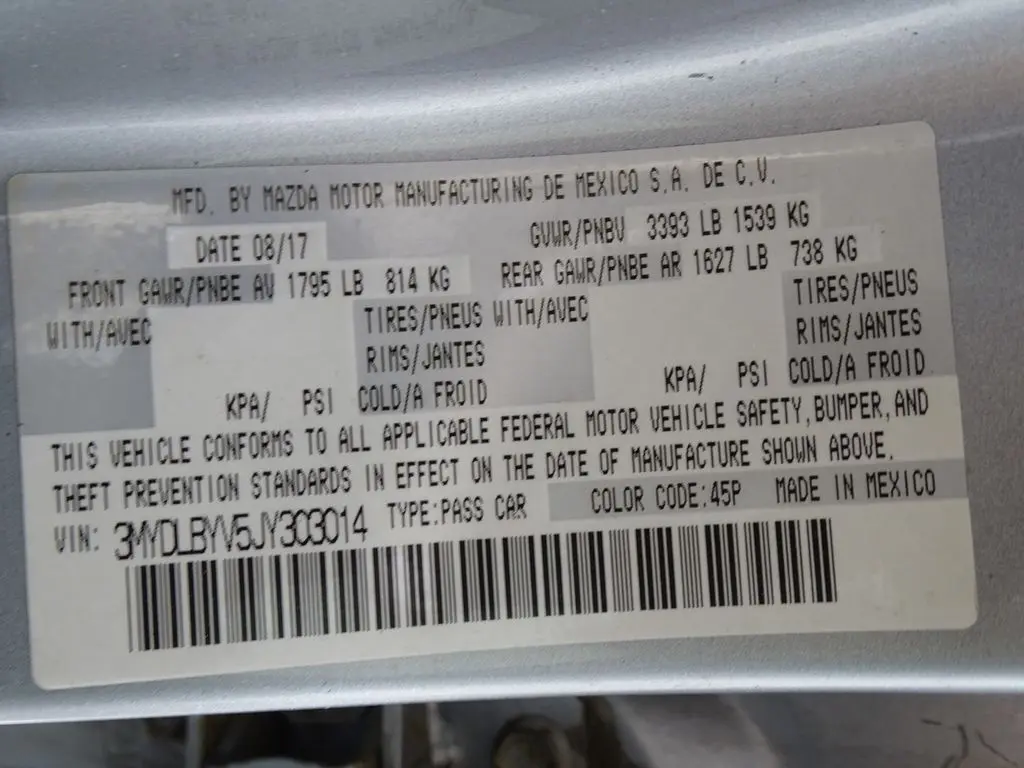 MFD. BY MAZDA MOTOR MANUFACTURING DE MEXICO S.A. DE C.V.
DATE 08/17 GVWR/PNBV 3393 LB 1539 KG
FRONT GAWR/PNBE AV 1795 LB 814 KG REAR GAWR/PNBE AR 1627 LB 738 KG
WITH/AVEC TIRES/PNEUS WITH/AVEC TIRES/PNEUS
RIMS/JANTES RIMS/JANTES
KPA/ PSI COLD/A FROID KPA/ PSI COLD/A FROID
THIS VEHICLE CONFORMS TO ALL APPLICABLE FEDERAL MOTOR VEHICLE SAFETY, BUMPER, AND
THEFT PREVENTION STANDARDS IN EFFECT ON THE DATE OF MANUFACTURE SHOWN ABOVE.
VIN: 3MYDLBYV5JY303014 TYPE:PASS CAR COLOR CODE:45P MADE IN MEXICO